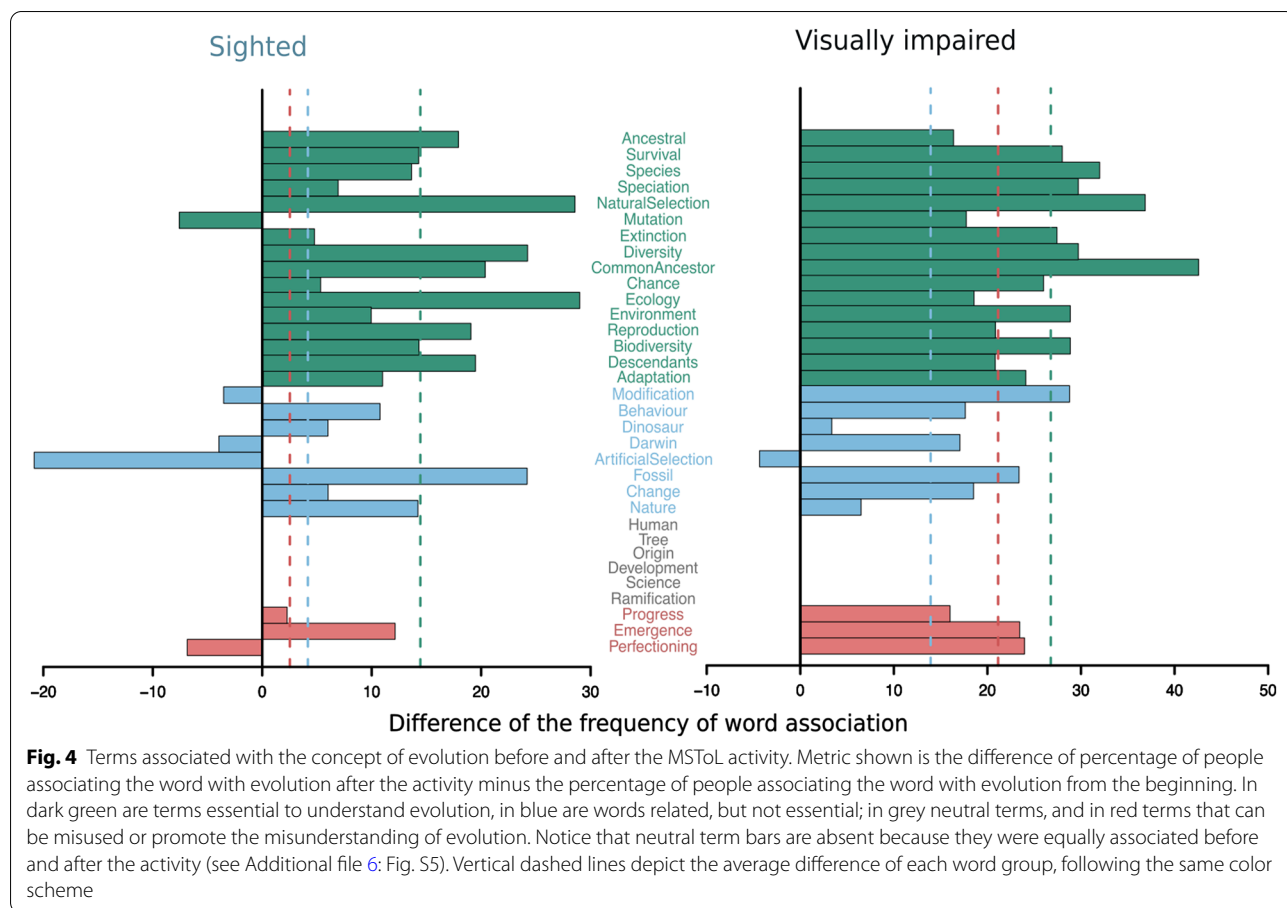 Sighted
Visually impaired
Ancestral
Survival
Species
Speciation
NaturalSelection
Mutation
Extinction
Diversity
CommonAncestor
Chance
Ecology
Environment
Reproduction
Biodiversity
Descendants
Adaptation
Modification
Behaviour
Dinosaur
Darwin
ArtificialSelection
Fossil
Change
Nature
Human
Tree
Origin
Development
Science
Ramification
Progress
Emergence
Perfectioning
−20 −10 0 10 20 30
−10 0 10 20 30 40 50
Difference of the frequency of word association
Fig. 4 Terms associated with the concept of evolution before and after the MSToL activity. Metric shown is the difference of percentage of people
associating the word with evolution after the activity minus the percentage of people associating the word with evolution from the beginning. In
dark green are terms essential to understand evolution, in blue are words related, but not essential; in grey neutral terms, and in red terms that can
be misused or promote the misunderstanding of evolution. Notice that neutral term bars are absent because they were equally associated before
and after the activity (see Additional file 6: Fig. S5). Vertical dashed lines depict the average difference of each word group, following the same color
scheme